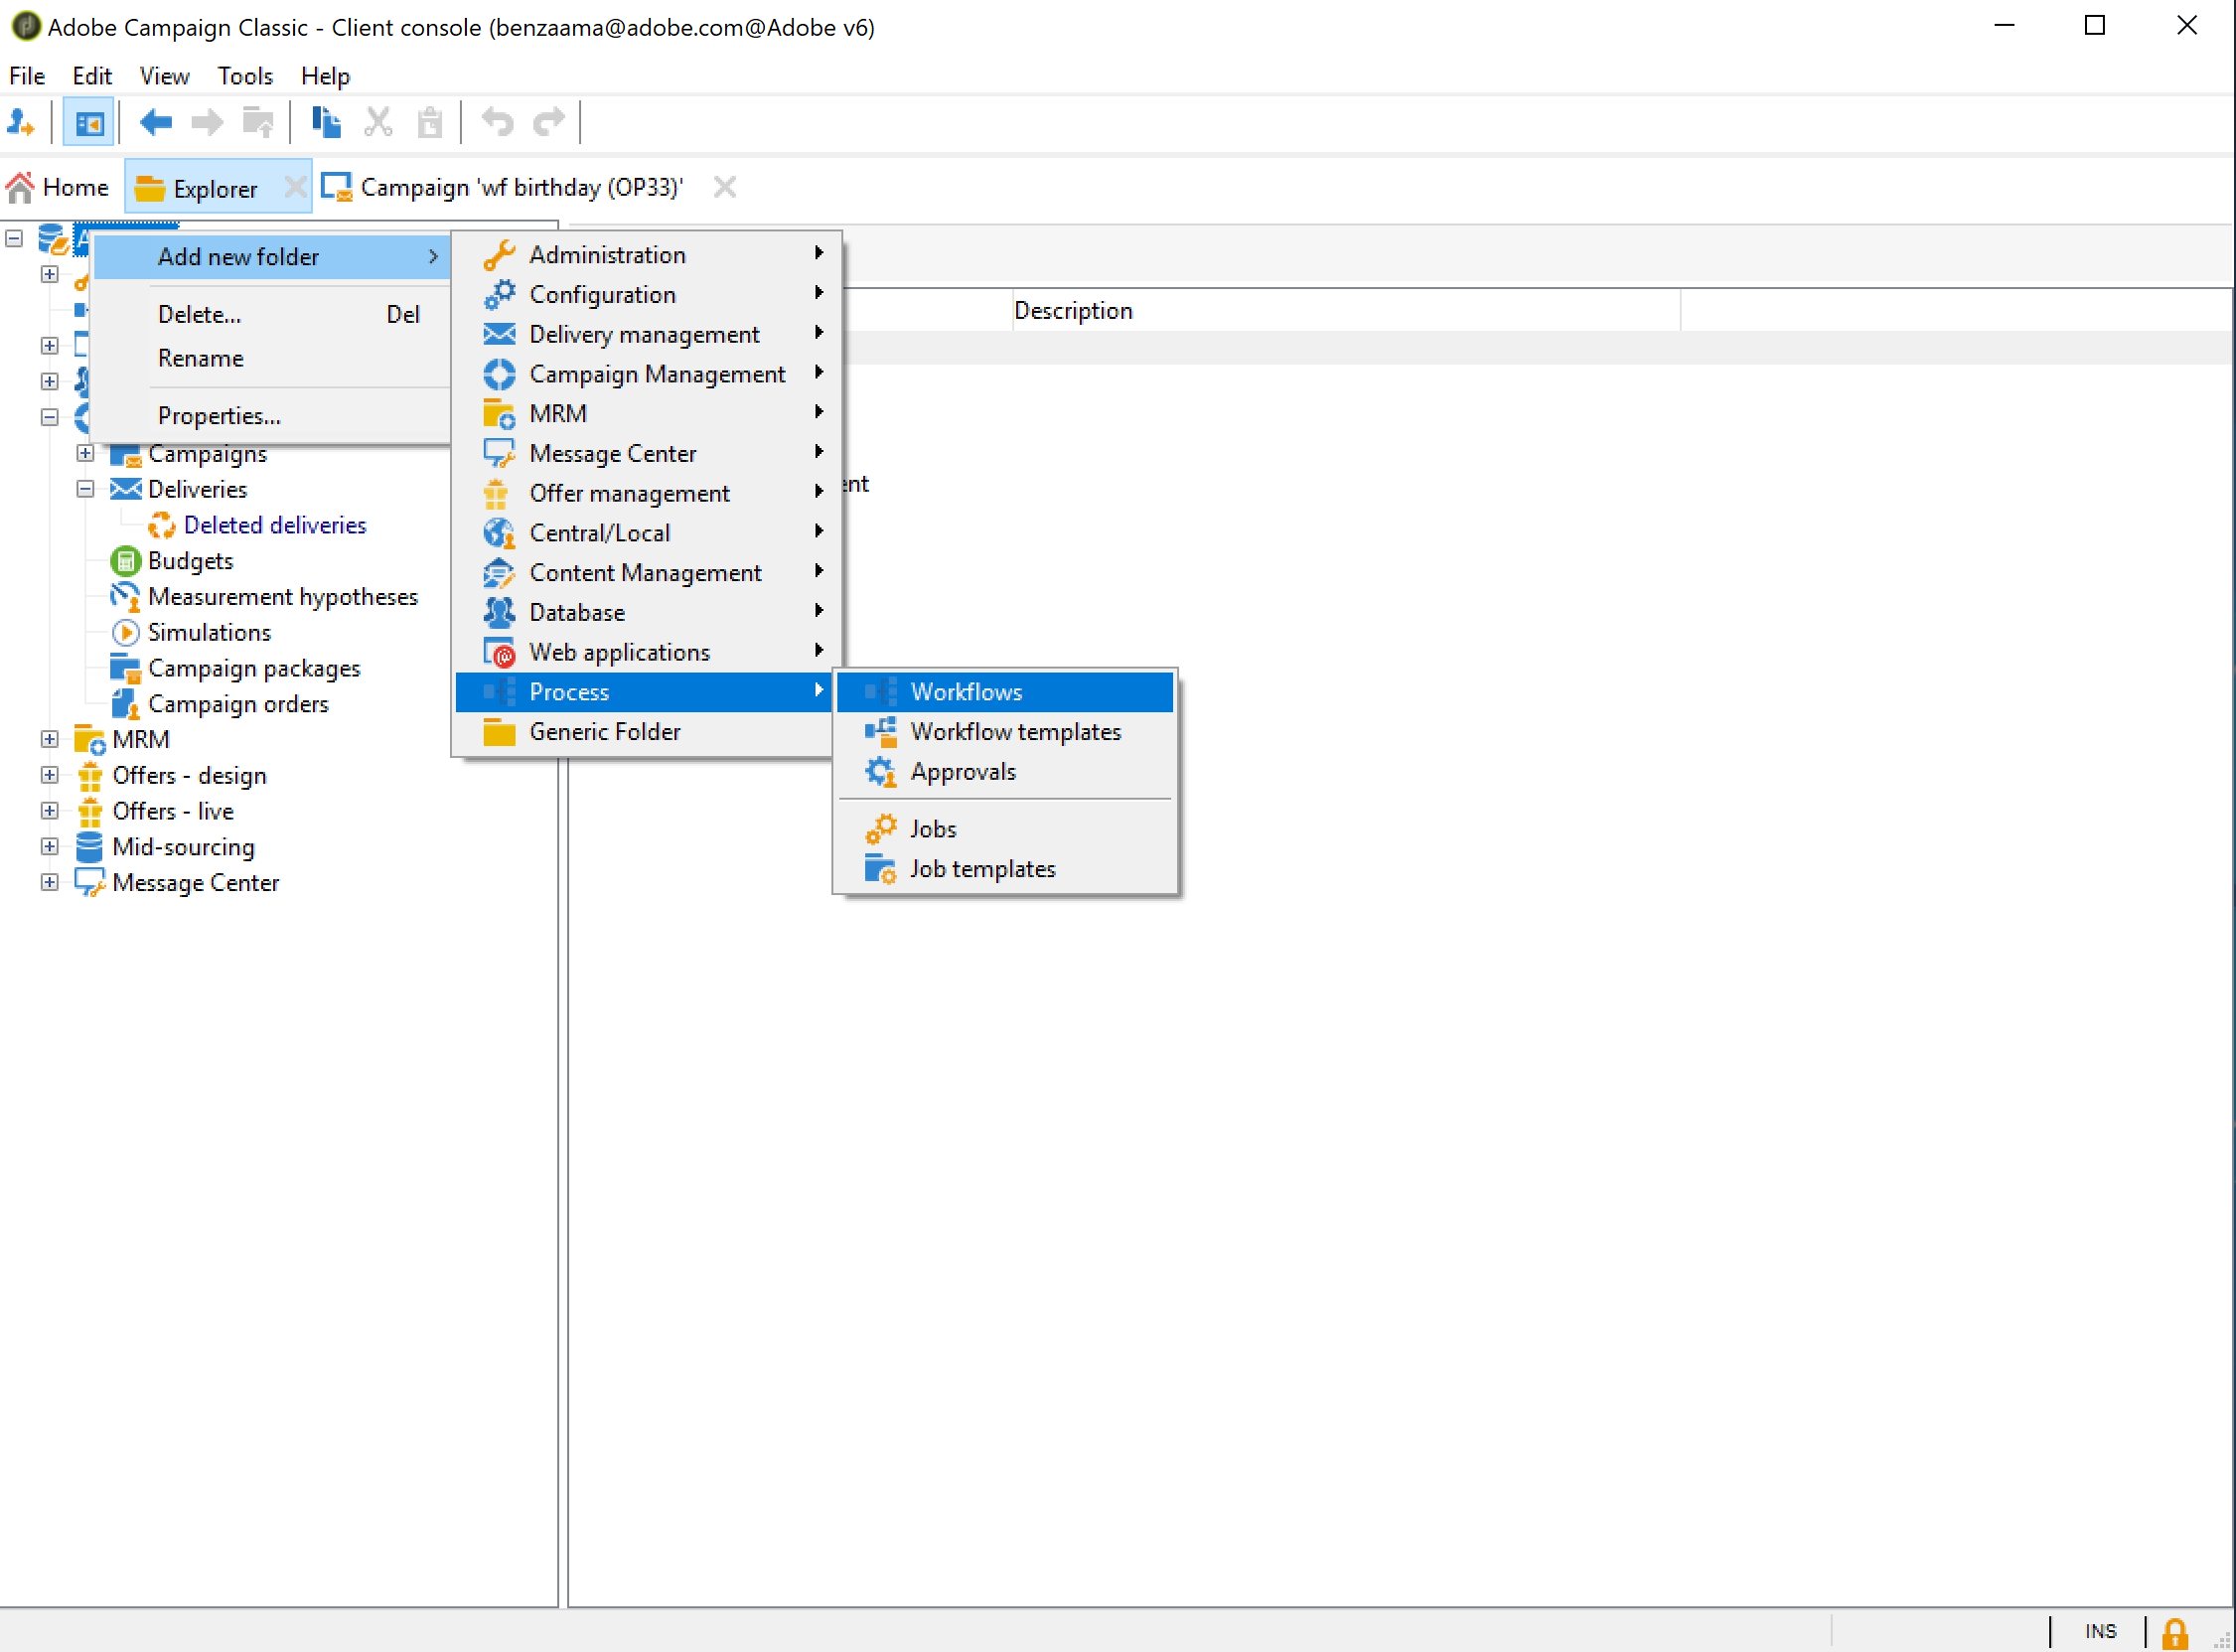 Adobe Campaign Classic - Client console (benzaama@adobe.com@Adobe v6)
File Edit View Tools Help
Home Explorer Campaign 'wf birthday (OP33)'
Add new folder
Delete... Del
Rename
Properties...
Administration
Configuration
Delivery management
Campaign Management
MRM
Message Center
Offer management
Central/Local
Content Management
Database
Web applications
Process
Generic Folder
Workflows
Workflow templates
Approvals
Jobs
Job templates
Description
ent
Campaigns
Deliveries
Deleted deliveries
Budgets
Measurement hypotheses
Simulations
Campaign packages
Campaign orders
MRM
Offers - design
Offers - live
Mid-sourcing
Message Center
INS